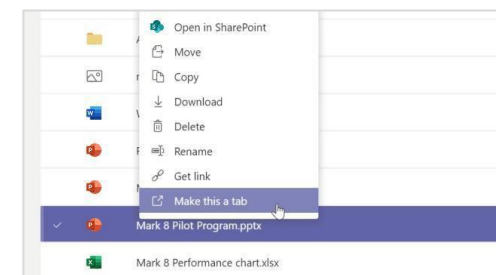 Open in SharePoint
Move
Copy
Download
Delete
Rename
Get link
Make this a tab
Mark 8 Pilot Program.pptx
Mark 8 Performance chart.xlsx